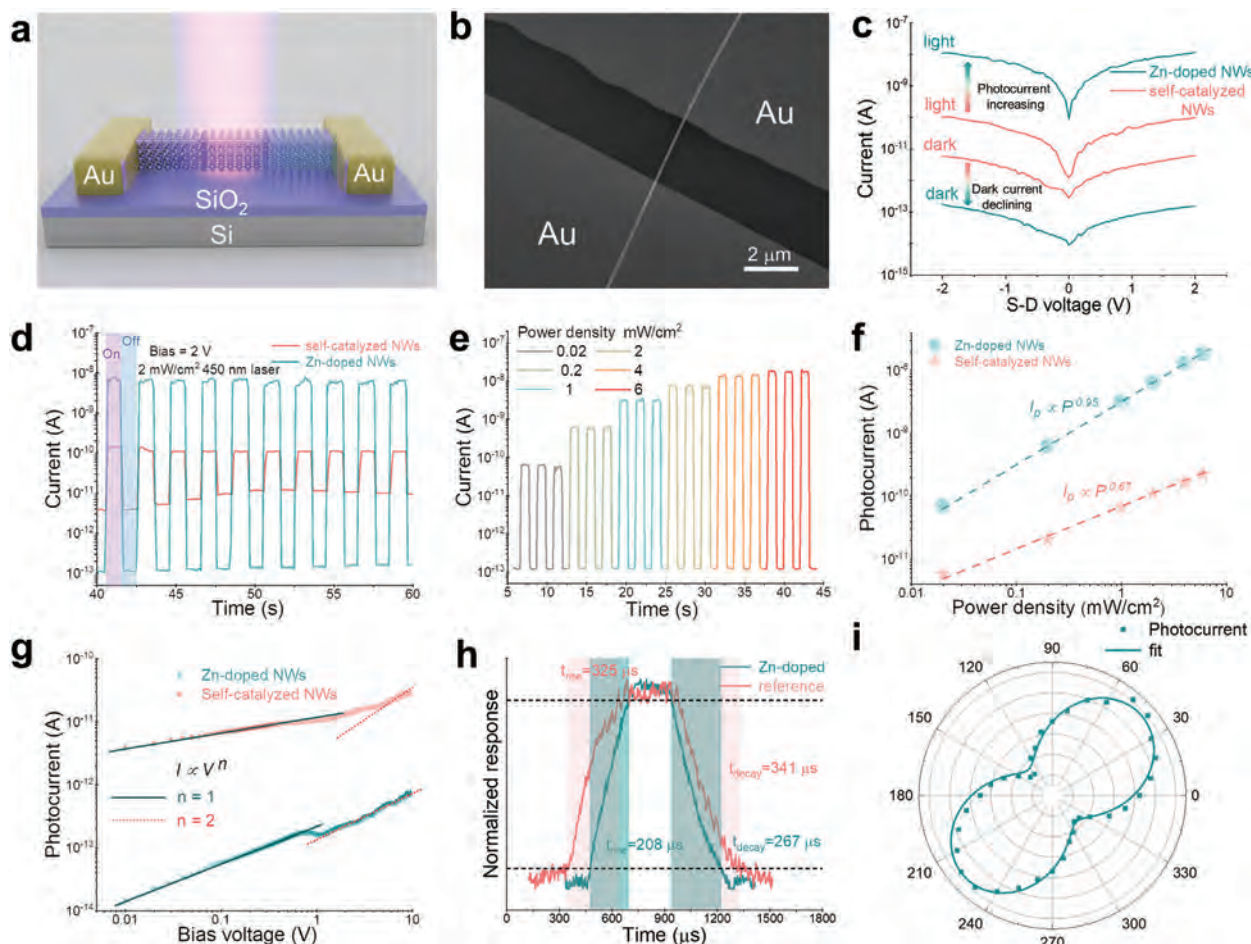 a
Au
Au
SiO2
Si
b
Au
Au
2 μm
c
10-7
10-9
10-11
10-13
10-15
Current (A)
light
Zn-doped NWs
Photocurrent
increasing
self-catalyzed
NWs
light
dark
Dark current
declining
dark
-2
-1
0
1
2
S-D voltage (V)
d
10-7
10-8
10-9
10-10
10-11
10-12
10-13
Current (A)
On
Off
Bias = 2 V
2 mW/cm2 450 nm laser
self-catalyzed NWs
Zn-doped NWs
40
45
50
55
60
Time (s)
e
10-7
10-8
10-9
10-10
10-11
10-12
10-13
Current (A)
Power density mW/cm2
0.02
2
0.2
4
1
6
5
10
15
20
25
30
35
40
45
Time (s)
f
10-8
10-9
10-10
10-11
Photocurrent (A)
Zn-doped NWs
Self-catalyzed NWs
Ip ∝ P0.95
Ip ∝ P0.67
0.01
0.1
1
10
Power density (mW/cm2)
g
10-10
10-11
10-12
10-13
10-14
Photocurrent (A)
Zn-doped NWs
Self-catalyzed NWs
I ∝ Vn
n = 1
n = 2
0.01
0.1
1
10
Bias voltage (V)
h
Normalized response
trise=325 μs
Zn-doped
reference
tdecay=341 μs
trise=208 μs
tdecay=267 μs
0
300
600
900
1200
1500
1800
Time (μs)
i
Photocurrent
fit
90
120
60
150
30
180
0
210
330
240
300
270